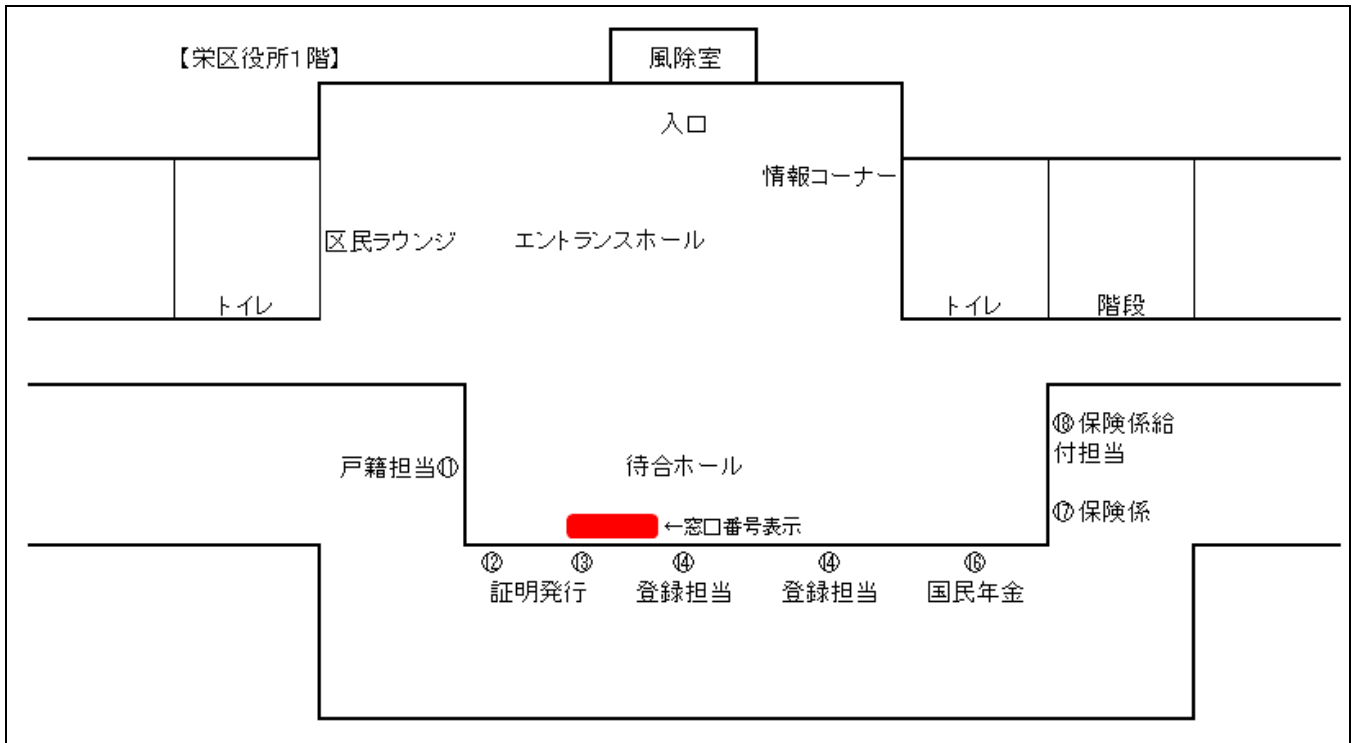 【栄区役所1階】
風除室
入口
情報コーナー
区民ラウンジ
エントランスホール
トイレ
トイレ
階段
戸籍担当⑪
待合ホール
⑱保険係給
付担当
⑰保険係
←窓口番号表示
⑫
⑬
⑭
⑭
⑯
証明発行
登録担当
登録担当
国民年金